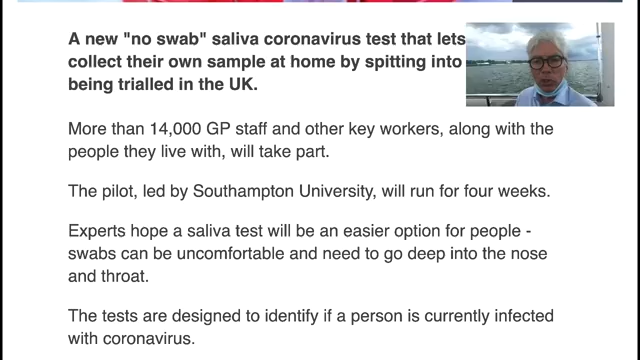 A new "no swab" saliva coronavirus test that lets
collect their own sample at home by spitting into
being trialled in the UK.
More than 14,000 GP staff and other key workers, along with the
people they live with, will take part.
The pilot, led by Southampton University, will run for four weeks.
Experts hope a saliva test will be an easier option for people -
swabs can be uncomfortable and need to go deep into the nose
and throat.
The tests are designed to identify if a person is currently infected
with coronavirus.